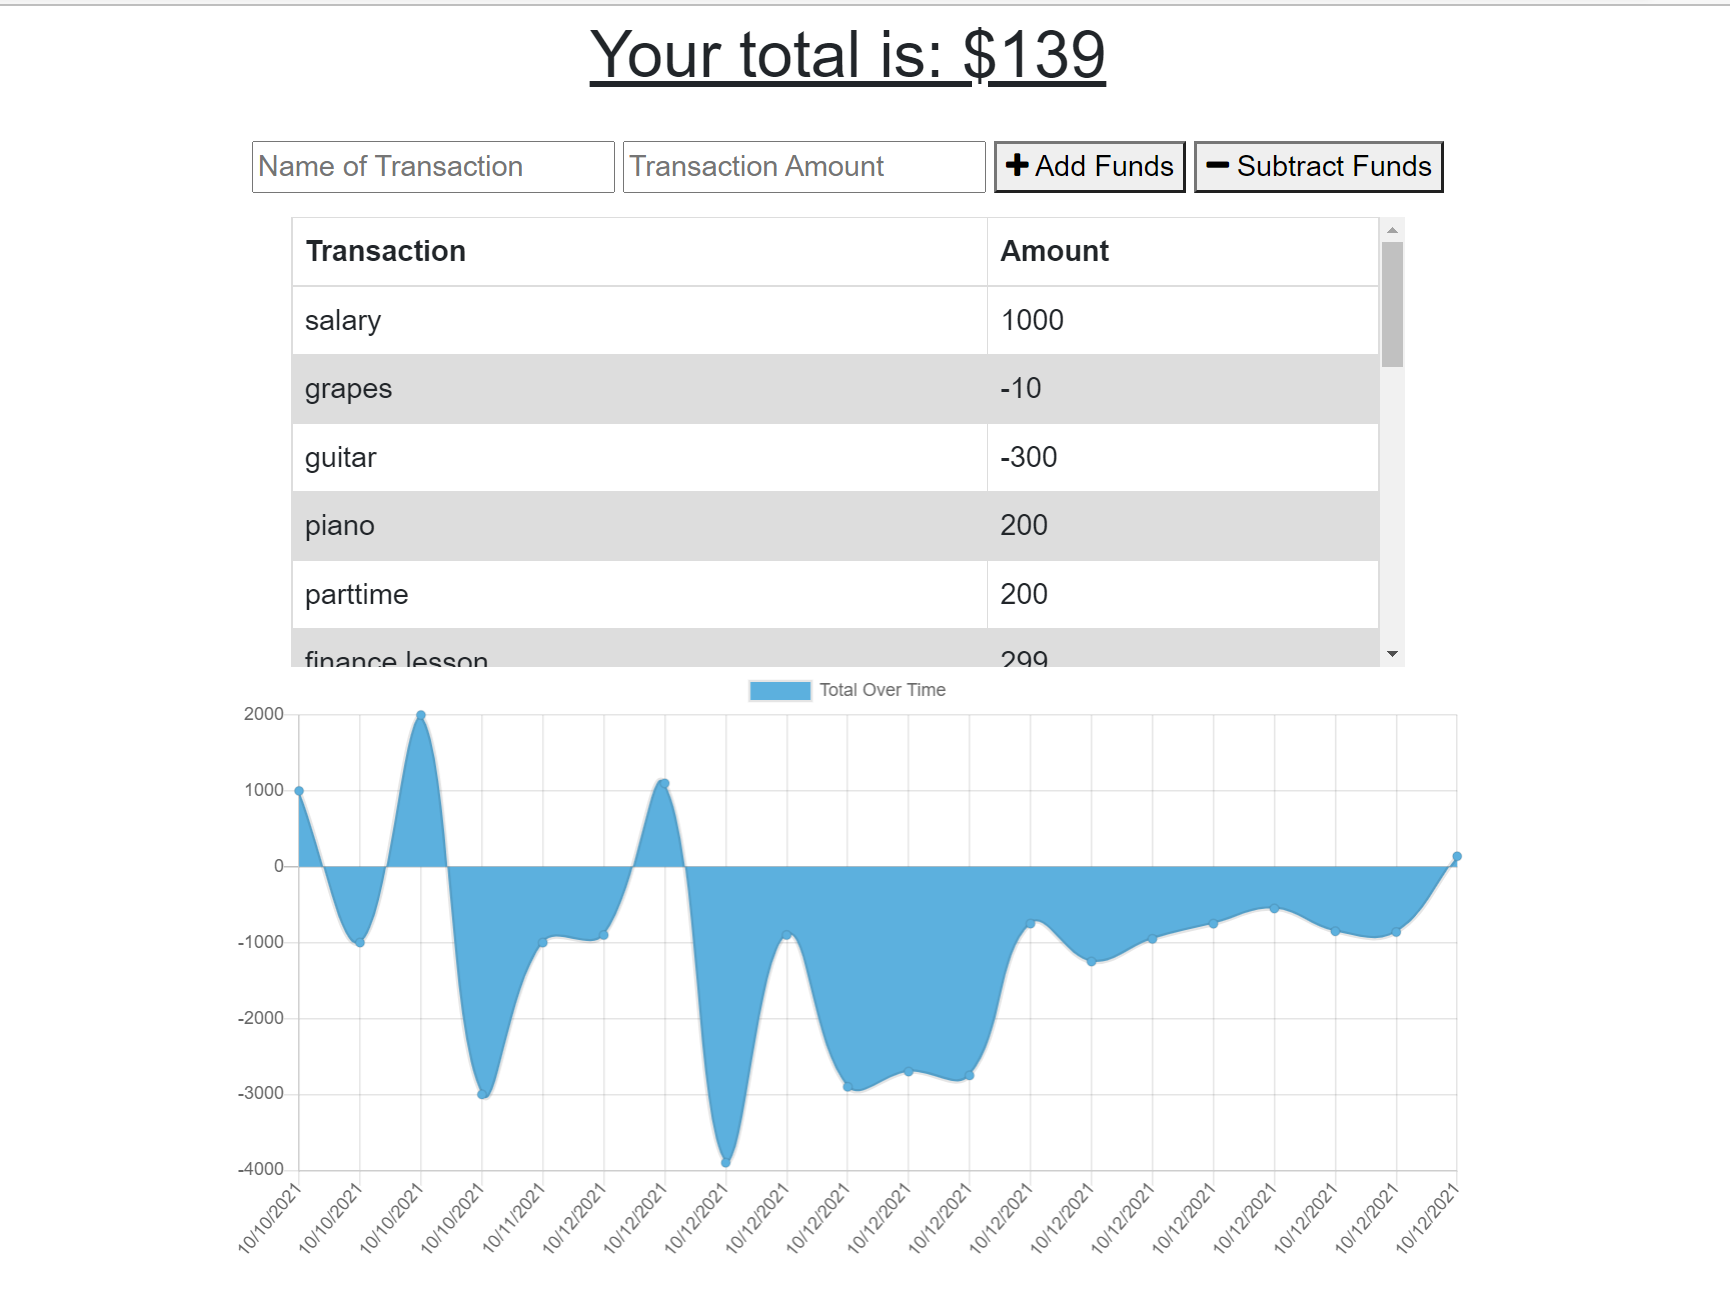 Your total is: $139
Name of Transaction Transaction Amount Add Funds Subtract Funds
Transaction Amount
salary 1000
grapes -10
guitar -300
piano 200
parttime 200
finance lesson 299
Total Over Time
2000
1000
0
-1000
-2000
-3000
-4000
10/10/2021 10/10/2021 10/10/2021 10/10/2021 10/11/2021 10/12/2021 10/12/2021 10/12/2021 10/12/2021 10/12/2021 10/12/2021 10/12/2021 10/12/2021 10/12/2021 10/12/2021 10/12/2021 10/12/2021 10/12/2021 10/12/2021 10/12/2021